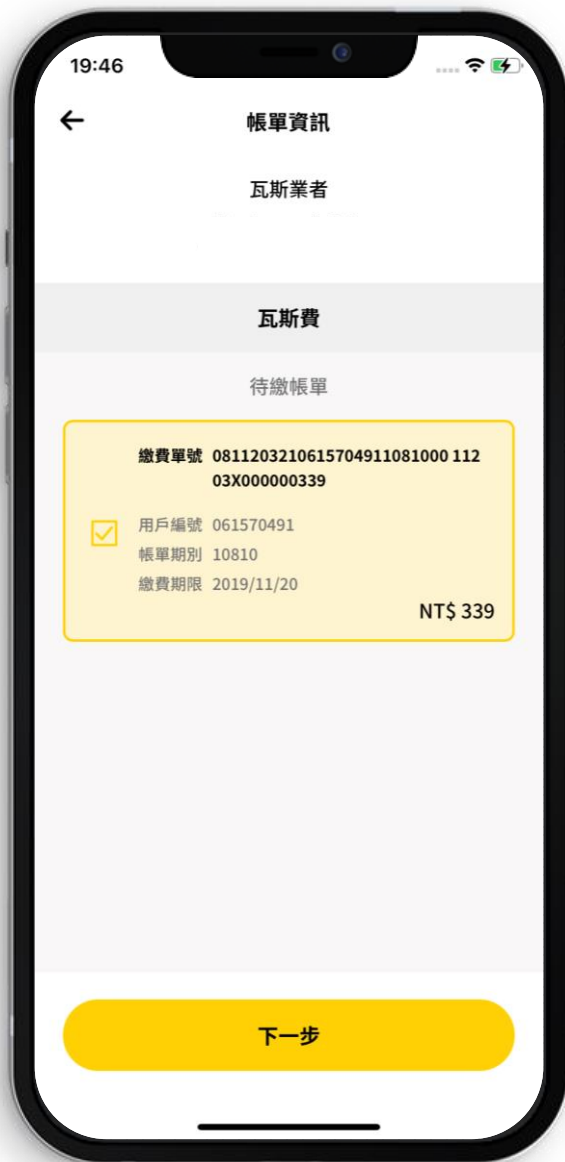 19:46
帳單資訊
瓦斯業者
瓦斯費
待繳帳單
繳費單號 0811203210615704911081000 112
03X000000339
用戶編號 061570491
帳單期別 10810
繳費期限 2019/11/20
NT$ 339
下一步